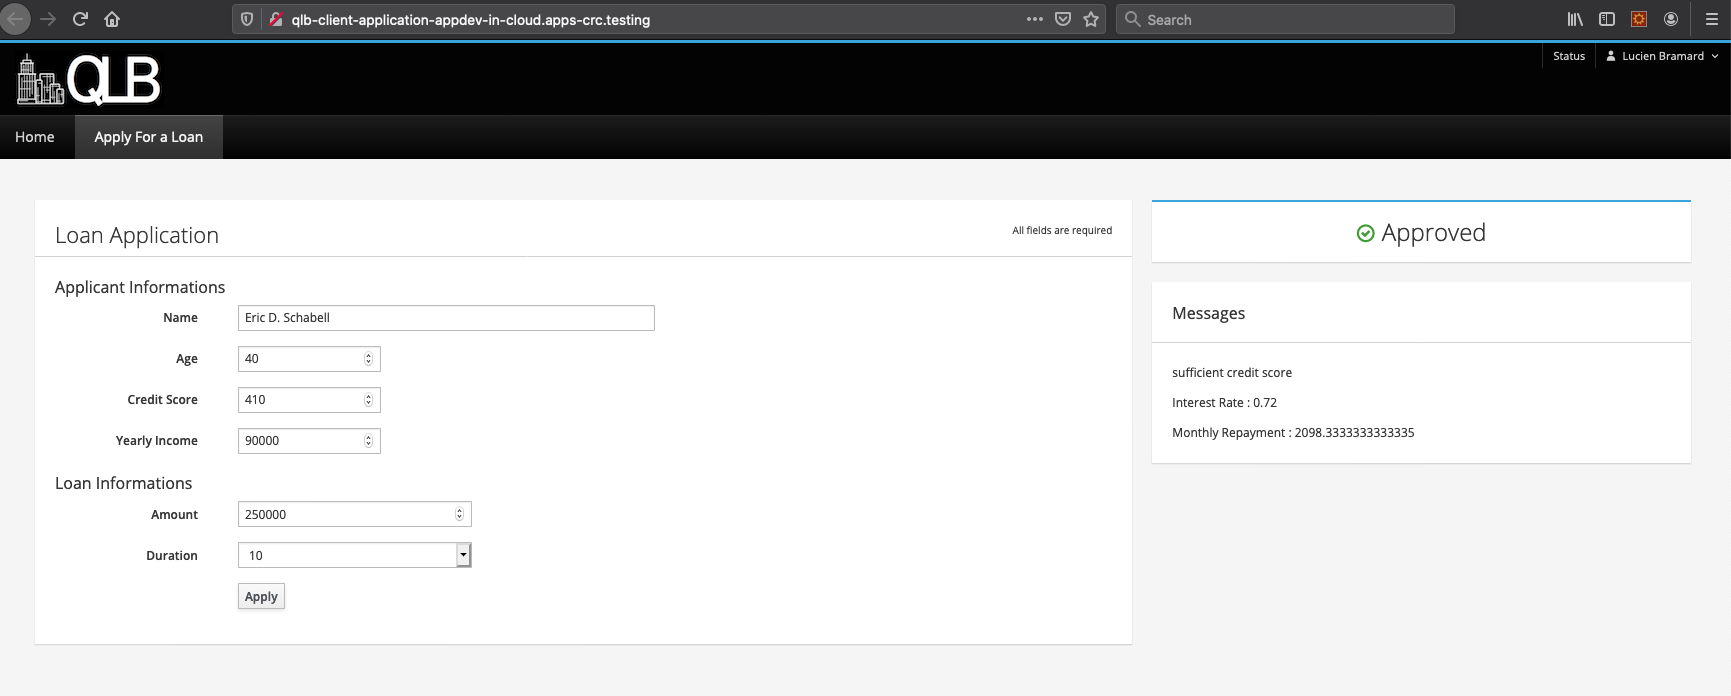 qlb-client-application-appdev-in-cloud.apps-crc.testing
Search
QLB
Status
Lucien Bramard
Home
Apply For a Loan
Loan Application
All fields are required
Applicant Informations
Name
Eric D. Schabell
Age
40
Credit Score
410
Yearly Income
90000
Loan Informations
Amount
250000
Duration
10
Apply
Approved
Messages
sufficient credit score
Interest Rate : 0.72
Monthly Repayment : 2098.3333333333335